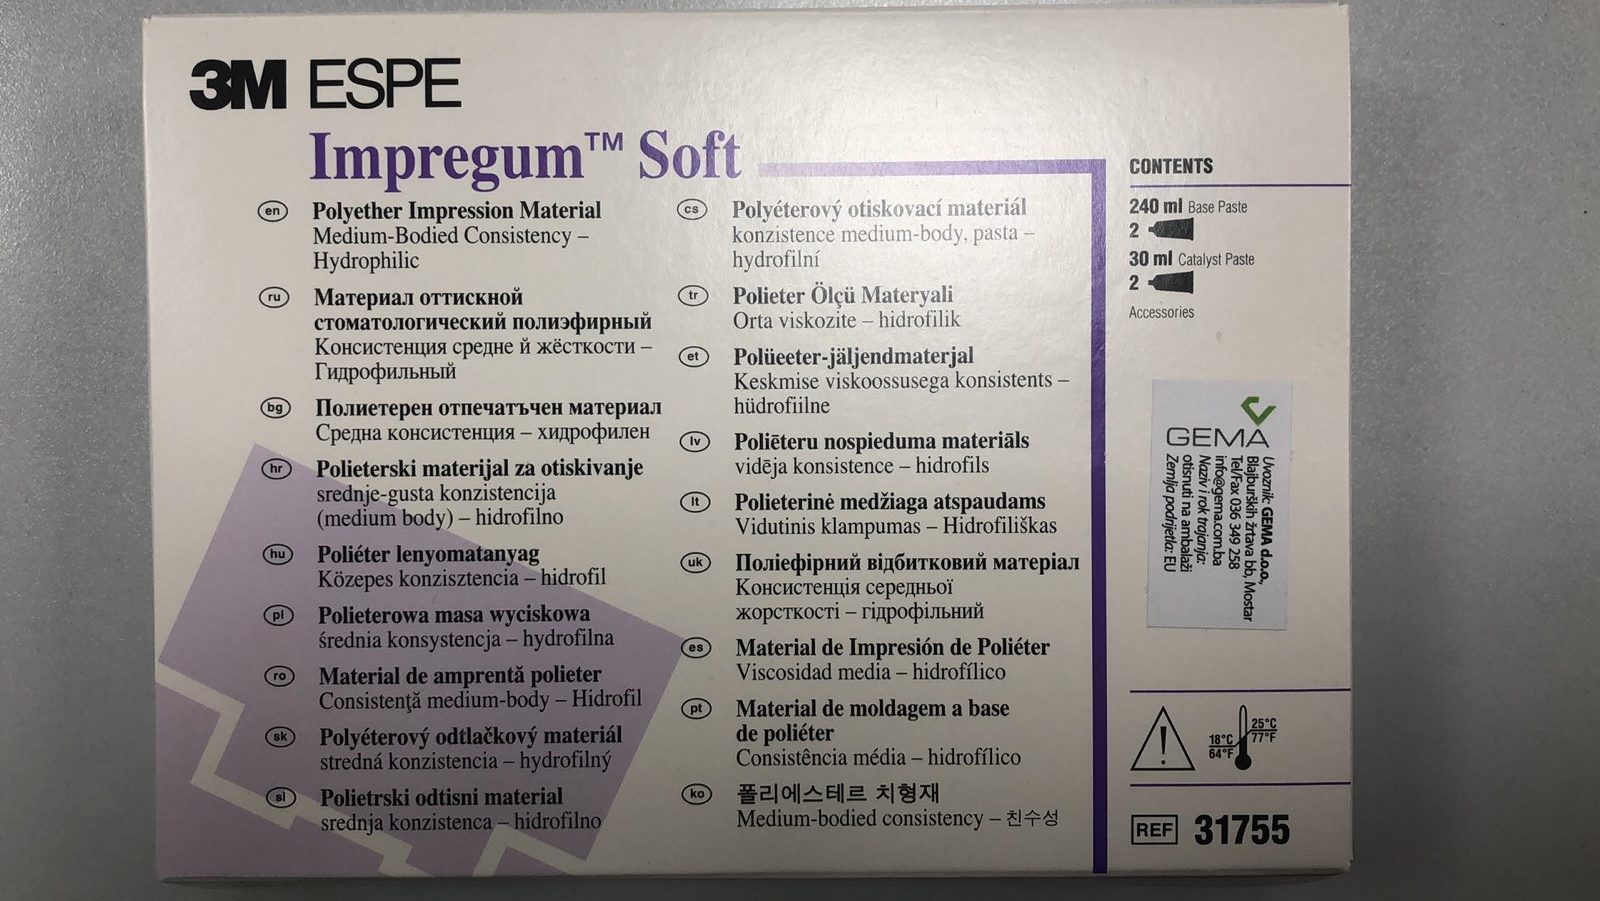 3M ESPE
Impregum™ Soft
en
Polyether Impression Material
Medium-Bodied Consistency –
Hydrophilic
ru
Материал оттискной
стоматологический полиэфирный
Консистенция средне й жёсткости –
Гидрофильный
bg
Полиетерен отпечатъчен материал
Средна консистенция – хидрофилен
hr
Polieterski materijal za otiskivanje
srednje-gusta konzistencija
(medium body) – hidrofilno
hu
Poliéter lenyomatanyag
Közepes konzisztencia – hidrofil
pl
Polieterowa masa wyciskowa
średnia konsystencja – hydrofilna
ro
Material de amprentă polieter
Consistenţă medium-body – Hidrofil
sk
Polyéterový odtlačkový materiál
stredná konzistencia – hydrofilný
sl
Polietrski odtisni material
srednja konzistenca – hidrofilno
cs
Polyéterový otiskovací materiál
konzistence medium-body, pasta –
hydrofilní
tr
Polieter Ölçü Materyali
Orta viskozite – hidrofilik
et
Polüeeter-jäljendmaterjal
Keskmise viskoossusega konsistents –
hüdrofiilne
lv
Poliēteru nospieduma materiāls
vidēja konsistence – hidrofils
lt
Polieterinė medžiaga atspaudams
Vidutinis klampumas – Hidrofiliškas
uk
Поліефірний відбитковий матеріал
Консистенція середньої
жорсткості – гідрофільний
es
Material de Impresión de Poliéter
Viscosidad media – hidrofílico
pt
Material de moldagem a base
de poliéter
Consistência média – hidrofílico
ko
폴리에스테르 치형재
Medium-bodied consistency – 친수성
CONTENTS
240 ml Base Paste
2
30 ml Catalyst Paste
2
Accessories
GEMA
Uvoznik: GEMA d.o.o,
Blajburških žrtava bb, Mostar
Tel/Fax 036 349 258
info@gema.com.ba
Naziv i rok trajanja:
otisnuti na ambalaži
Zemlja podrijetla: EU
18°C
64°F
25°C
77°F
REF 31755